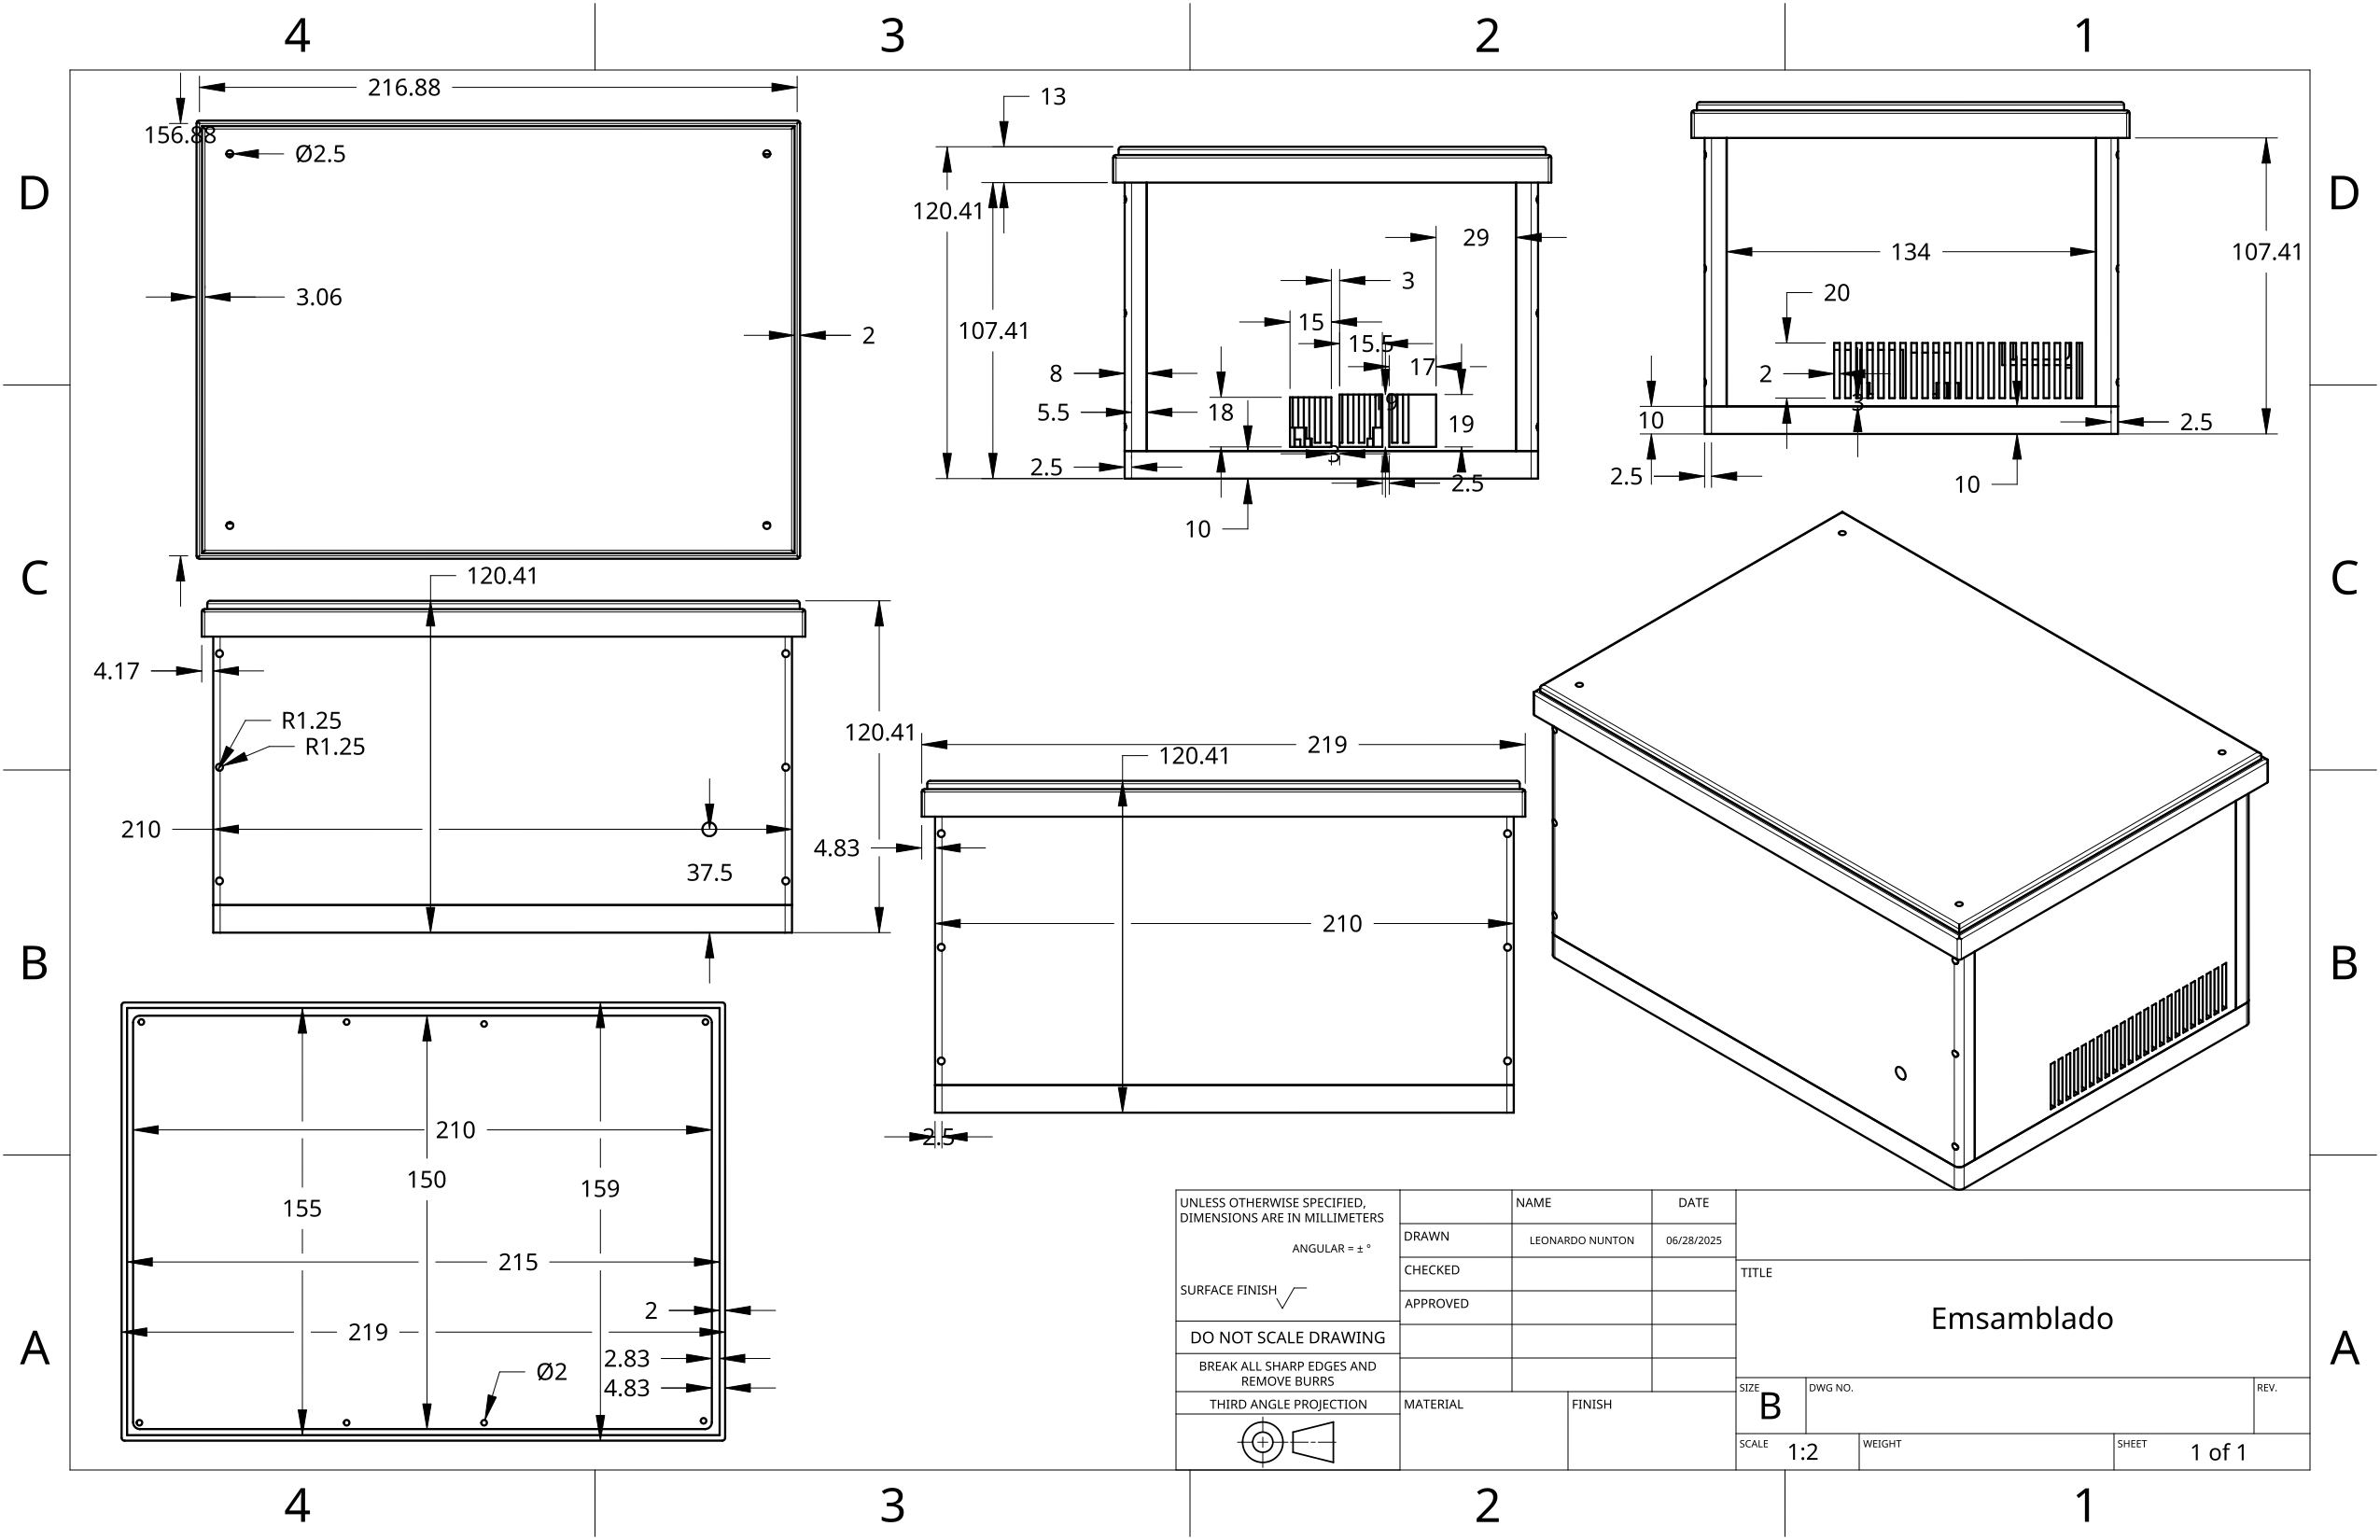 4 3 2 1
D
C
B
A
D
C
B
A
4 3 2 1
216.88
156.88
Ø2.5
3.06
2
13
120.41
107.41
29
3
15
15.5
17
8
5.5
18
9
19
3
2.5
2.5
10
134
107.41
20
2
3
10
2.5
2.5
10
120.41
4.17
R1.25
R1.25
120.41
210
37.5
219
120.41
4.83
210
2.5
210
150
159
155
215
2
219
2.83
Ø2
4.83
UNLESS OTHERWISE SPECIFIED,
DIMENSIONS ARE IN MILLIMETERS
ANGULAR = ± °
SURFACE FINISH
DO NOT SCALE DRAWING
BREAK ALL SHARP EDGES AND
REMOVE BURRS
THIRD ANGLE PROJECTION
NAME DATE
DRAWN LEONARDO NUNTON 06/28/2025
CHECKED
APPROVED
MATERIAL FINISH
TITLE
Emsamblado
SIZE B DWG NO. REV.
SCALE 1:2 WEIGHT SHEET 1 of 1